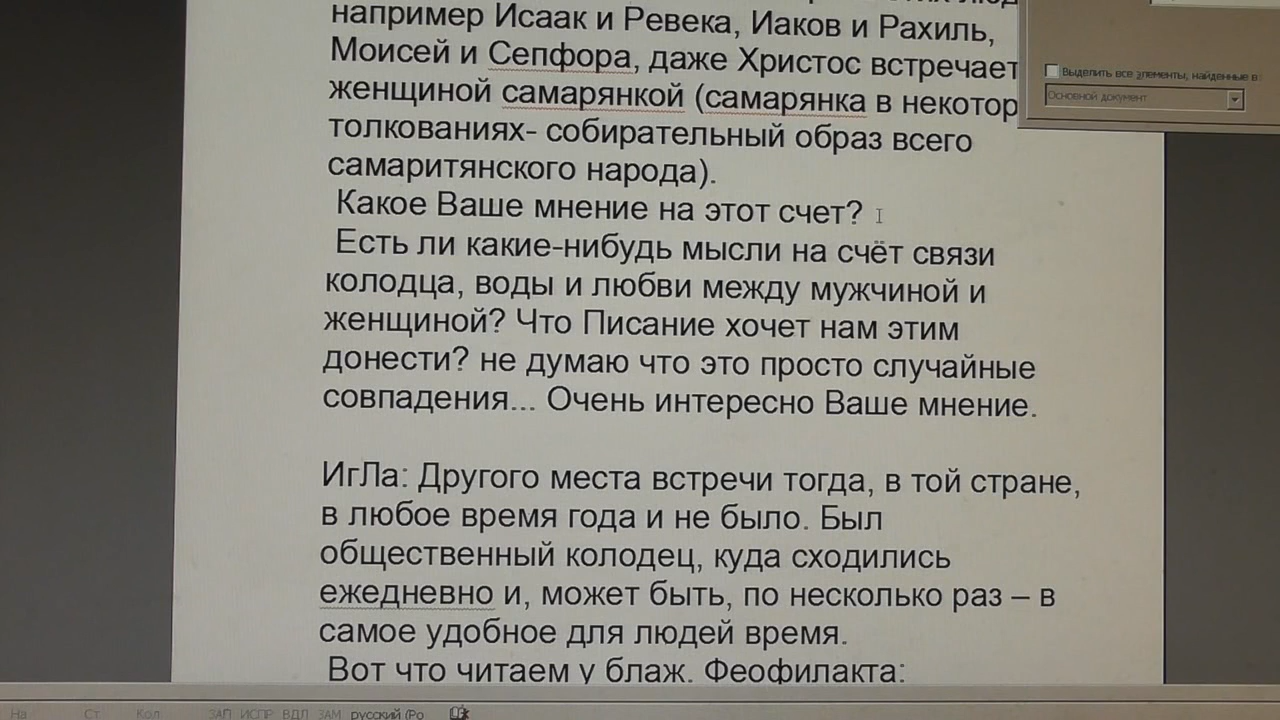 например Исаак и Ревека, Иаков и Рахиль,
Моисей и Сепфора, даже Христос встречает
женщиной самарянкой (самарянка в некотор
толкованиях- собирательный образ всего
самаритянского народа).
Какое Ваше мнение на этот счет?
Есть ли какие-нибудь мысли на счёт связи
колодца, воды и любви между мужчиной и
женщиной? Что Писание хочет нам этим
донести? не думаю что это просто случайные
совпадения... Очень интересно Ваше мнение.
ИгЛа: Другого места встречи тогда, в той стране,
в любое время года и не было. Был
общественный колодец, куда сходились
ежедневно и, может быть, по несколько раз – в
самое удобное для людей время.
Вот что читаем у блаж. Феофилакта:
Выделить все элементы, найденные в:
Основной документ
На Ст Кол ЗАП ИСПР ВДЛ ЗАМ русский (Ро